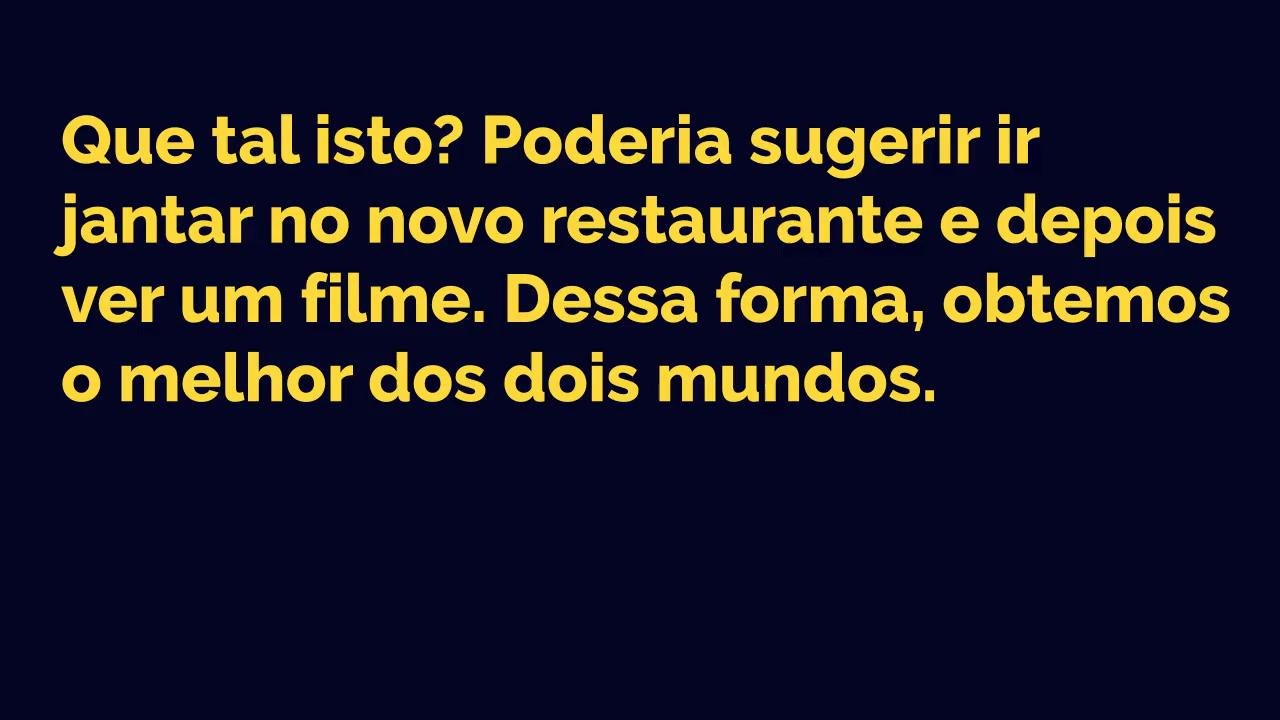 Que tal isto? Poderia sugerir ir
jantar no novo restaurante e depois
ver um filme. Dessa forma, obtemos
o melhor dos dois mundos.